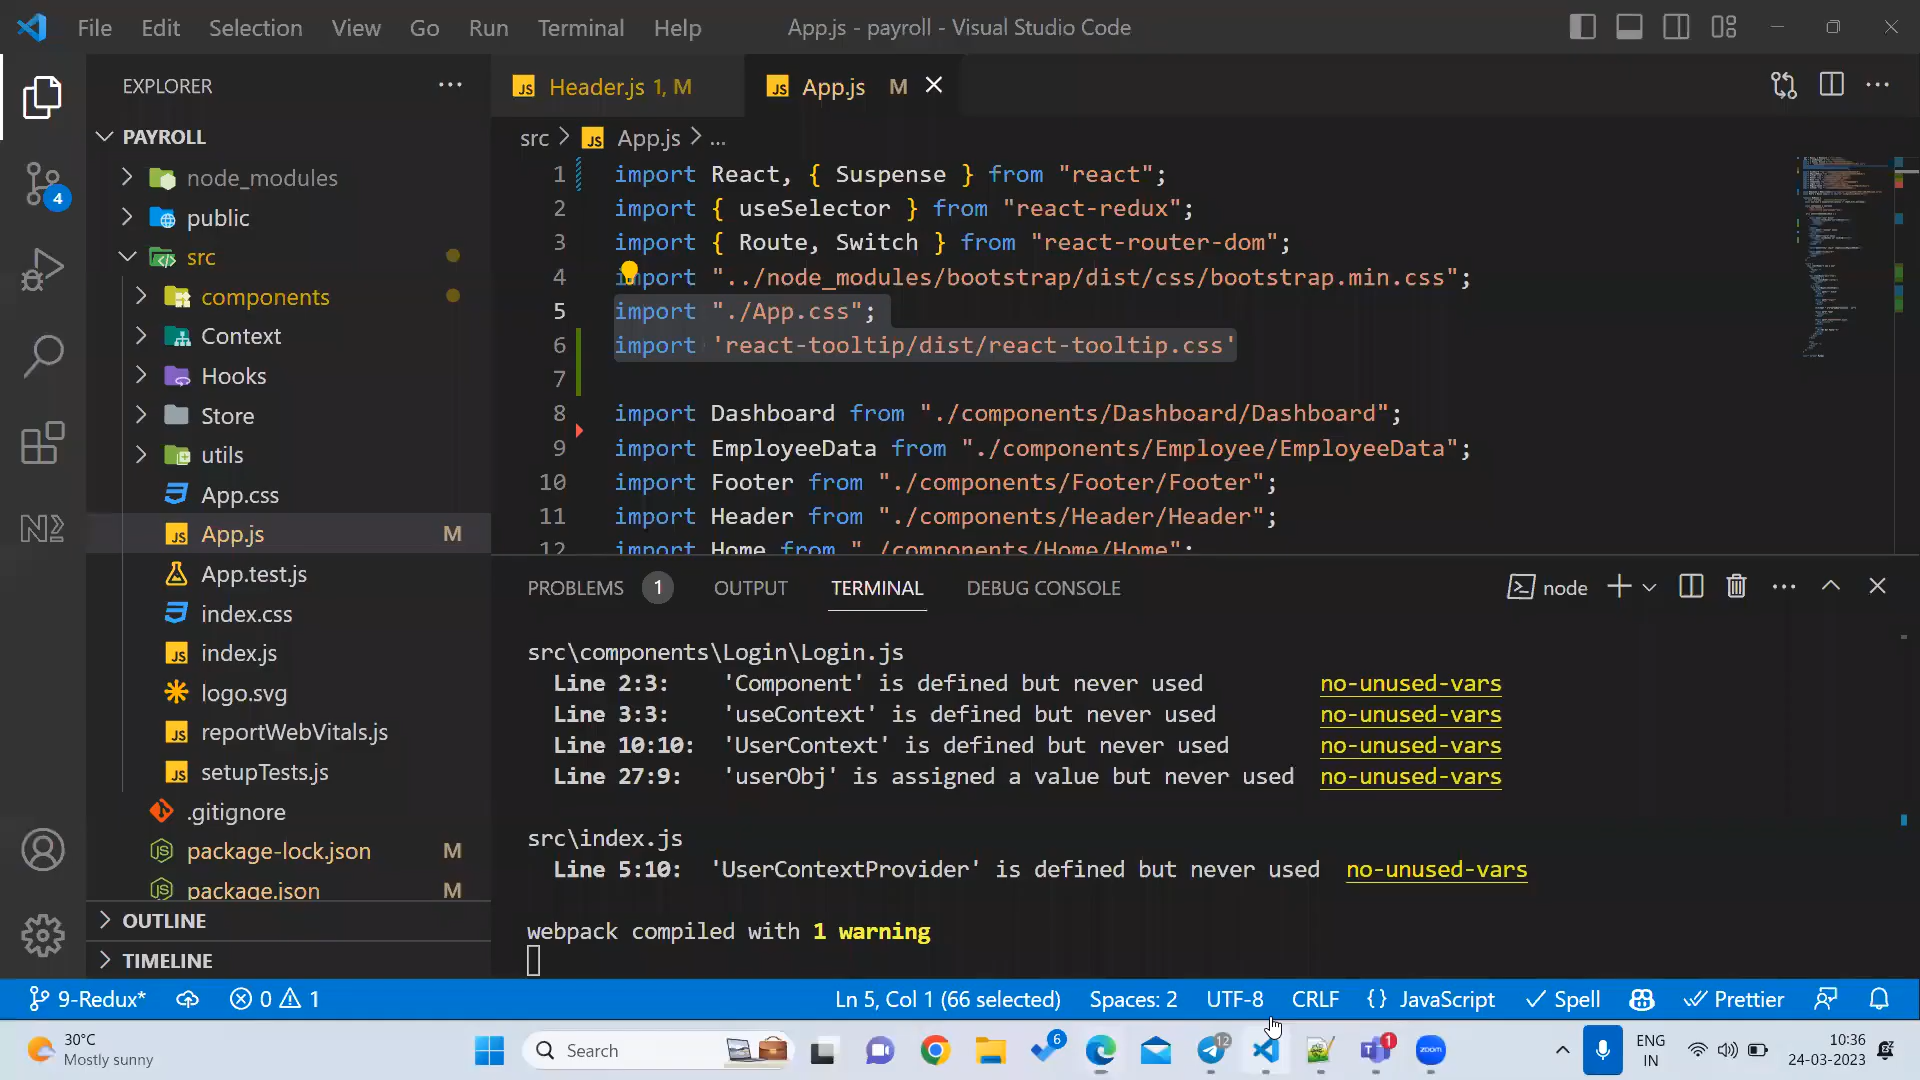 File Edit Selection View Go Run Terminal Help
App.js - payroll - Visual Studio Code
EXPLORER
Header.js 1, M
App.js M
PAYROLL
node_modules
public
src
components
Context
Hooks
Store
utils
App.css
App.js M
App.test.js
index.css
index.js
logo.svg
reportWebVitals.js
setupTests.js
.gitignore
package-lock.json M
package.json M
OUTLINE
TIMELINE
4
src > App.js > ...
1 import React, { Suspense } from "react";
2 import { useSelector } from "react-redux";
3 import { Route, Switch } from "react-router-dom";
4 import "../node_modules/bootstrap/dist/css/bootstrap.min.css";
5 import "./App.css";
6 import 'react-tooltip/dist/react-tooltip.css'
7
8 import Dashboard from "./components/Dashboard/Dashboard";
9 import EmployeeData from "./components/Employee/EmployeeData";
10 import Footer from "./components/Footer/Footer";
11 import Header from "./components/Header/Header";
12 import Home from "./components/Home/Home";
PROBLEMS 1 OUTPUT TERMINAL DEBUG CONSOLE
node
src\components\Login\Login.js
Line 2:3: 'Component' is defined but never used no-unused-vars
Line 3:3: 'useContext' is defined but never used no-unused-vars
Line 10:10: 'UserContext' is defined but never used no-unused-vars
Line 27:9: 'userObj' is assigned a value but never used no-unused-vars
src\index.js
Line 5:10: 'UserContextProvider' is defined but never used no-unused-vars
webpack compiled with 1 warning
9-Redux* 0 1
Ln 5, Col 1 (66 selected) Spaces: 2 UTF-8 CRLF {} JavaScript Spell Prettier
30°C
Mostly sunny
Search
6
12
1
zoom
ENG
IN
10:36
24-03-2023